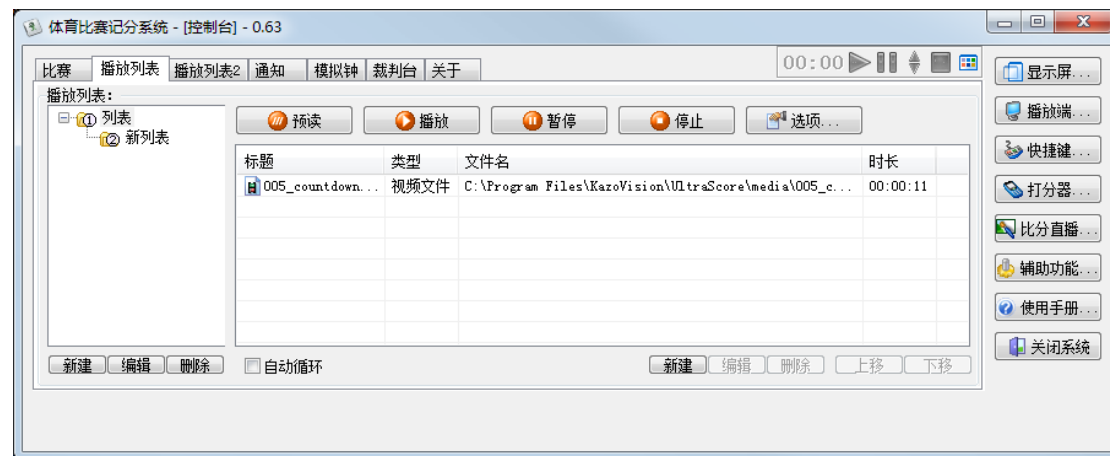 体育比赛记分系统 - [控制台] - 0.63
比赛 播放列表 播放列表2 通知 模拟钟 裁判台 关于 00:00
播放列表:
① 列表
② 新列表
预读 播放 暂停 停止 选项...
标题 类型 文件名 时长
005_countdown... 视频文件 C:\Program Files\KazoVision\UltraScore\media\005_c... 00:00:11
新建 编辑 删除 自动循环 新建 编辑 删除 上移 下移
显示屏...
播放端...
快捷键...
打分器...
比分直播...
辅助功能...
使用手册...
关闭系统